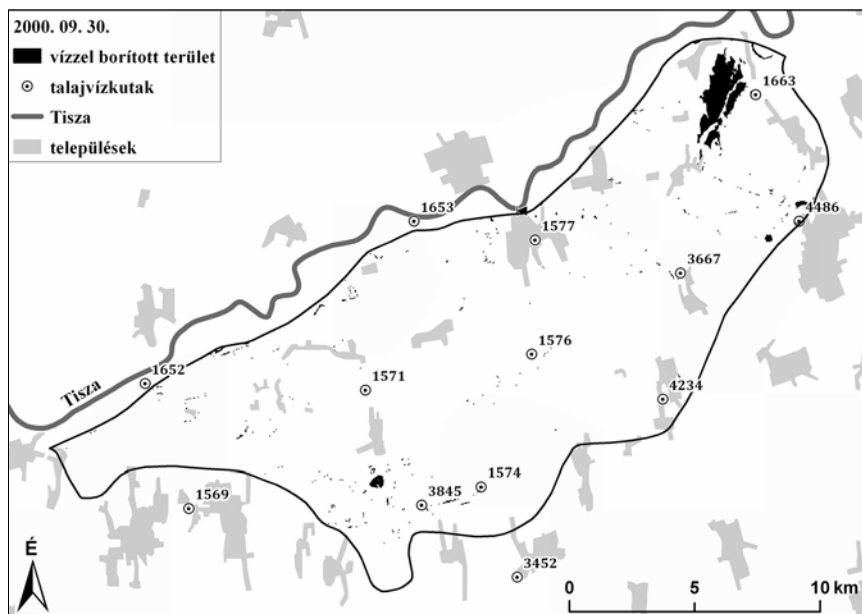 2000. 09. 30.
vízzel borított terület
talajvízkutak
Tisza
települések
1663
1653
4486
1577
3667
1576
1652
1571
Tisza
4234
1574
3845
1569
3452
É
0 5 10 km